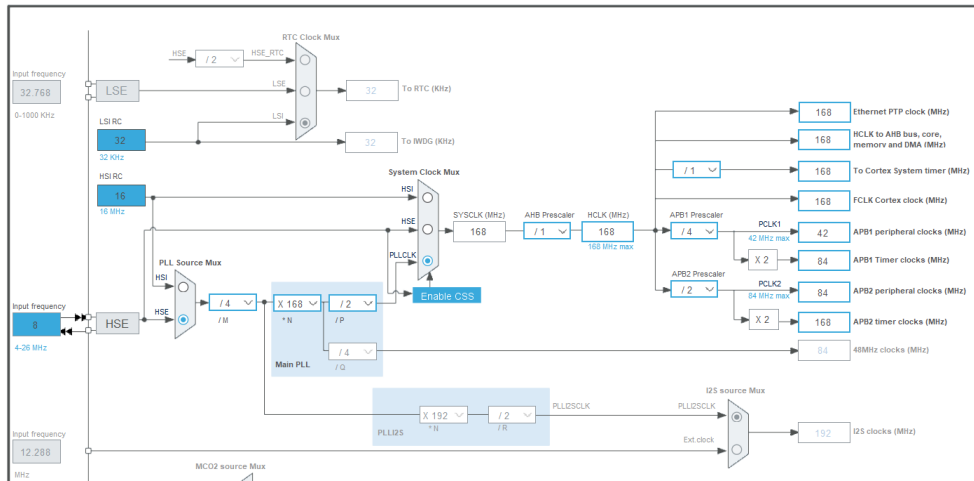 RTC Clock Mux
HSE
/ 2
HSE_RTC
Input frequency
32.768
0-1000 KHz
LSE
LSE
32
To RTC (KHz)
LSI RC
32
32 KHz
LSI
32
To IWDG (KHz)
HSI RC
16
16 MHz
System Clock Mux
HSI
HSE
PLLCLK
SYSCLK (MHz)
168
AHB Prescaler
/ 1
HCLK (MHz)
168
168 MHz max
168
Ethernet PTP clock (MHz)
168
HCLK to AHB bus, core,
memory and DMA (MHz)
/ 1
168
To Cortex System timer (MHz)
168
FCLK Cortex clock (MHz)
APB1 Prescaler
/ 4
PCLK1
42 MHz max
42
APB1 peripheral clocks (MHz)
X 2
84
APB1 Timer clocks (MHz)
APB2 Prescaler
/ 2
PCLK2
84 MHz max
84
APB2 peripheral clocks (MHz)
X 2
168
APB2 timer clocks (MHz)
PLL Source Mux
HSI
HSE
Input frequency
8
4-26 MHz
HSE
/ 4
/ M
X 168
* N
/ 2
/ P
Enable CSS
Main PLL
/ 4
/ Q
84
48MHz clocks (MHz)
PLLI2S
X 192
* N
/ 2
/ R
PLLI2SCLK
I2S source Mux
PLLI2SCLK
Ext.clock
192
I2S clocks (MHz)
Input frequency
12.288
MHz
MCO2 source Mux